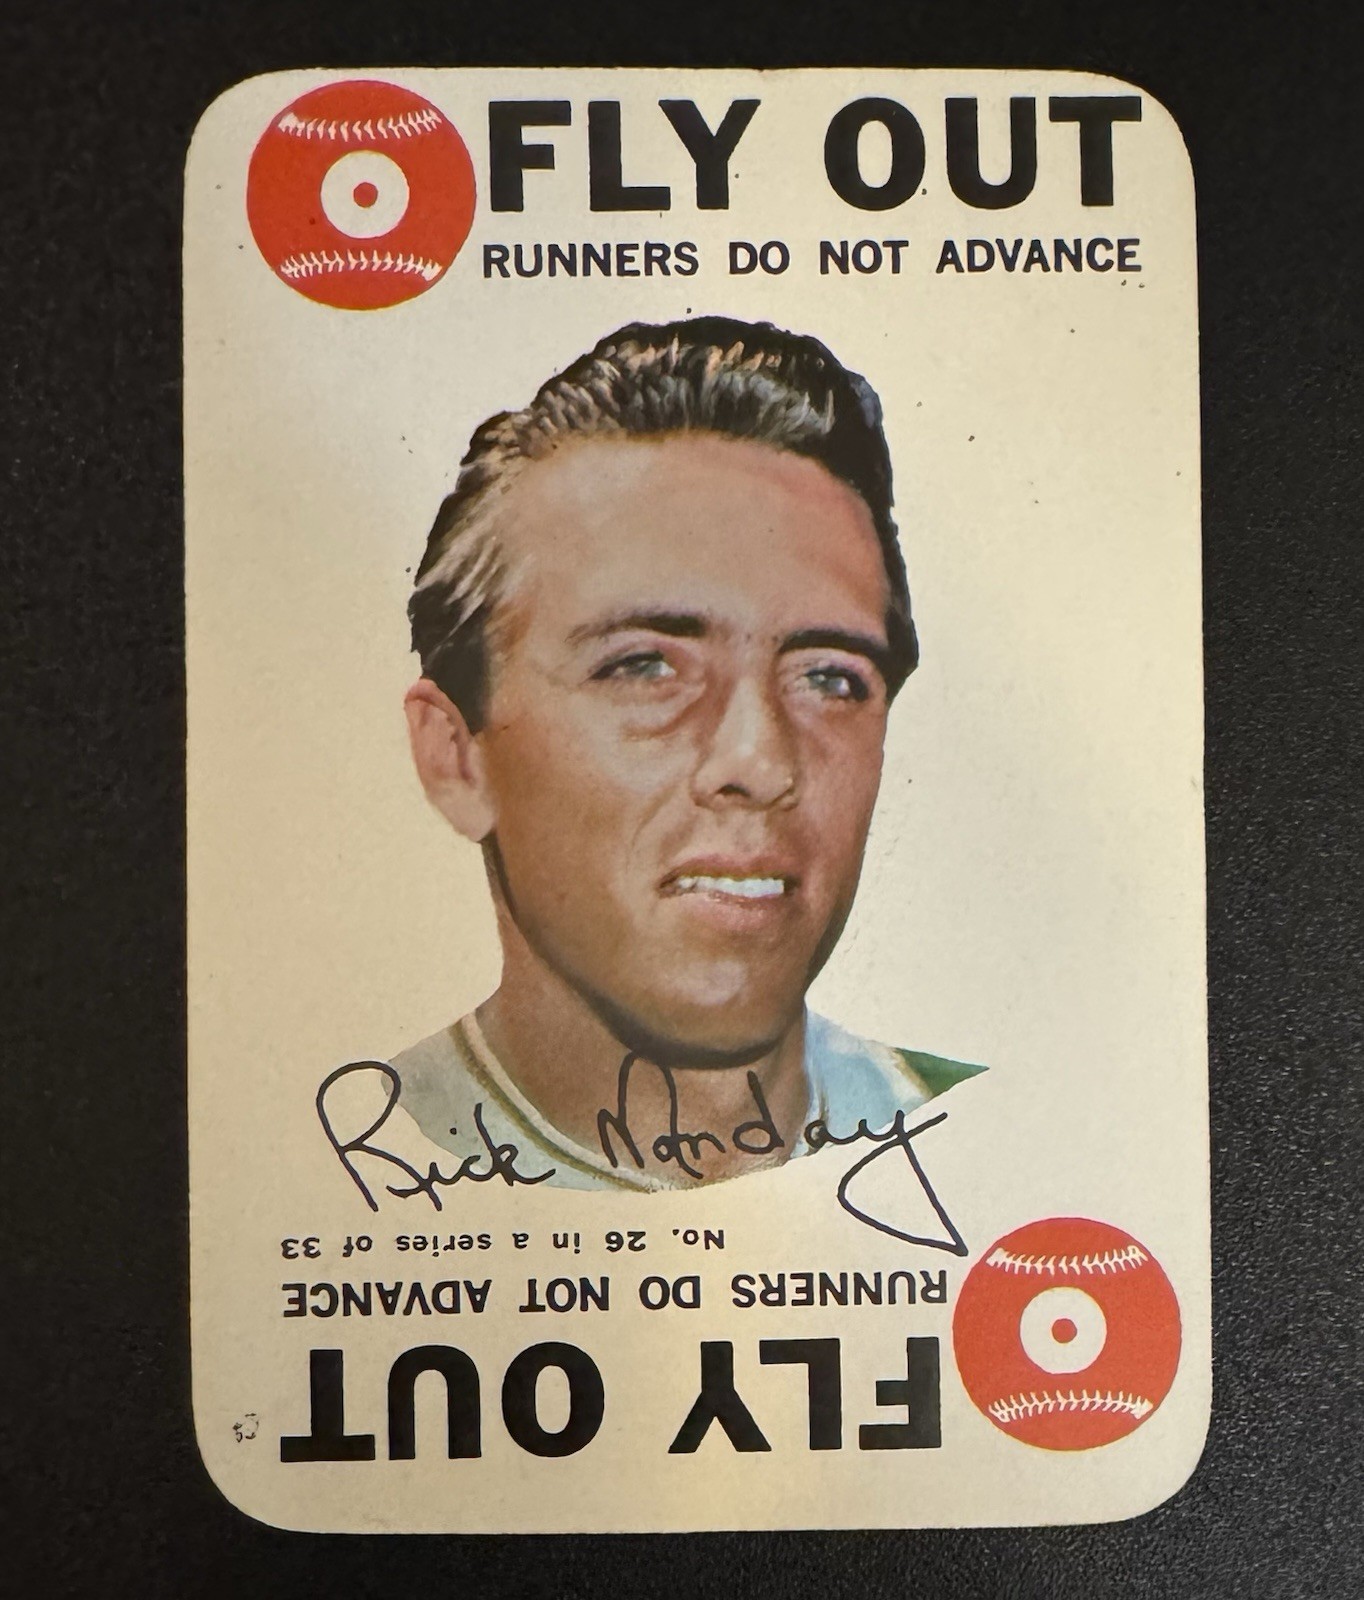 FLY OUT
RUNNERS DO NOT ADVANCE
Rick Monday
No. 26 in a series of 33
RUNNERS DO NOT ADVANCE
FLY OUT